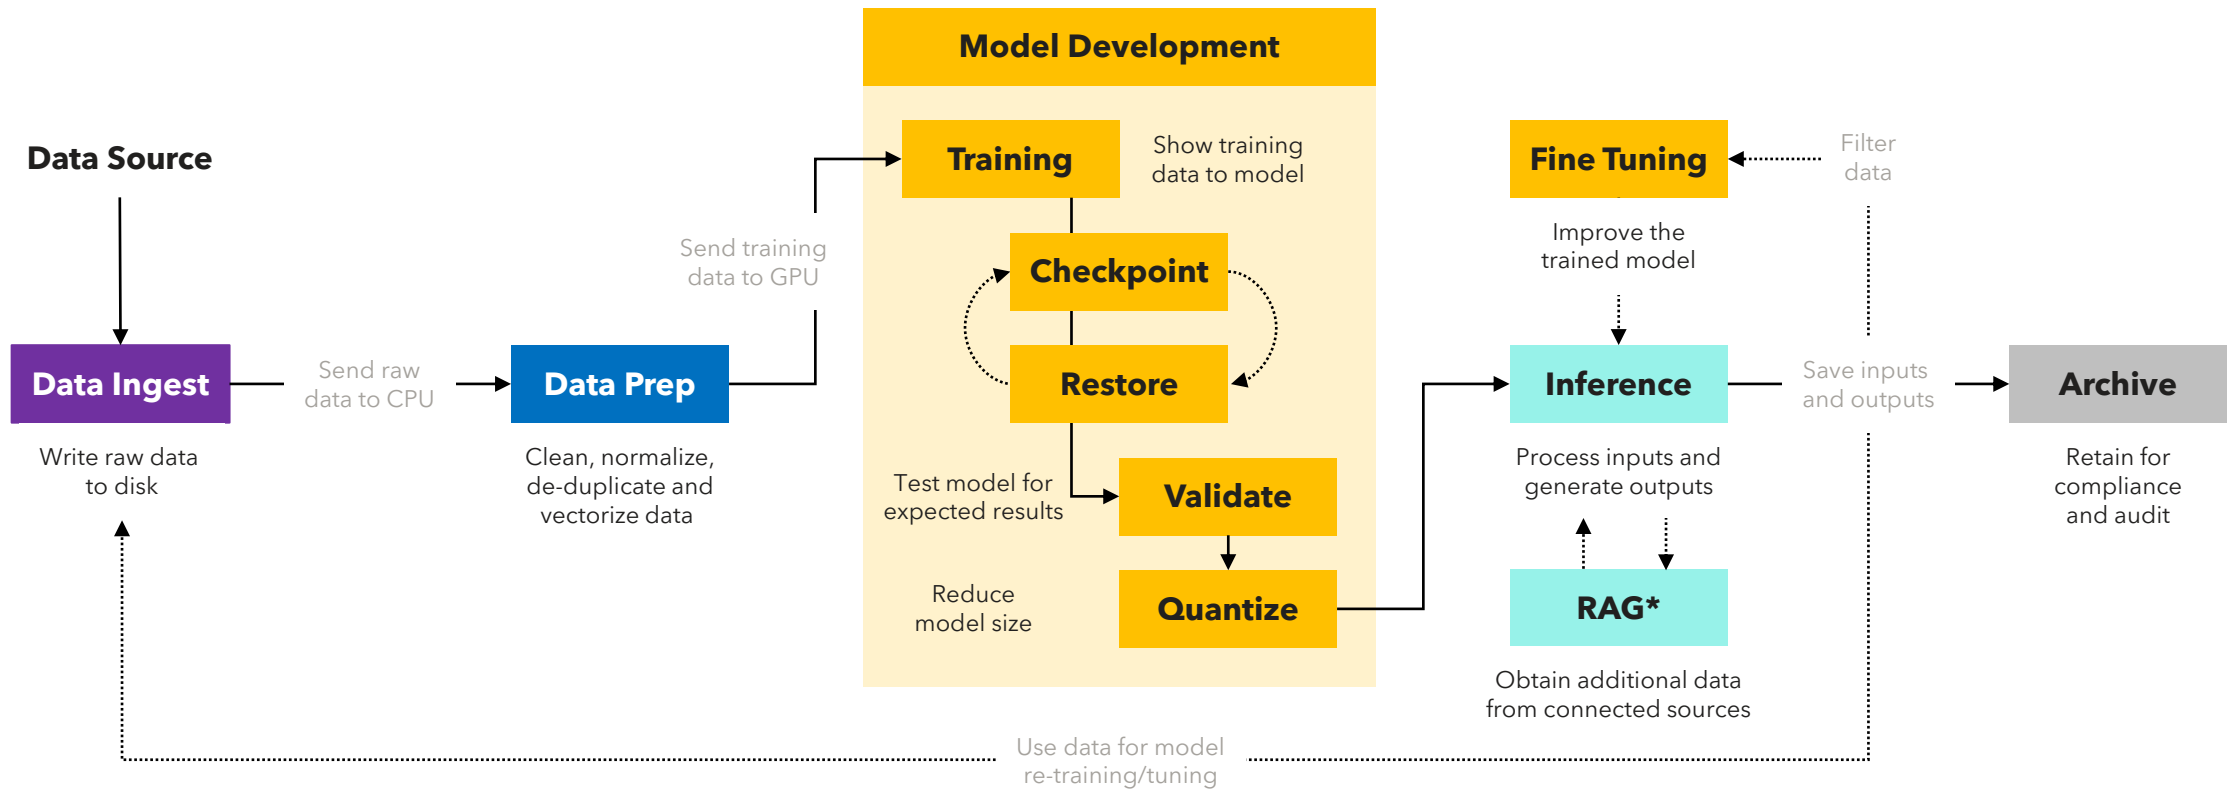 Model Development
Data Source
Training
Show training
data to model
Fine Tuning
Filter
data
Send training
data to GPU
Checkpoint
Improve the
trained model
Data Ingest
Send raw
data to CPU
Data Prep
Restore
Inference
Save inputs
and outputs
Archive
Write raw data
to disk
Clean, normalize,
de-duplicate and
vectorize data
Test model for
expected results
Validate
Process inputs and
generate outputs
Retain for
compliance
and audit
Reduce
model size
Quantize
RAG*
Obtain additional data
from connected sources
Use data for model
re-training/tuning